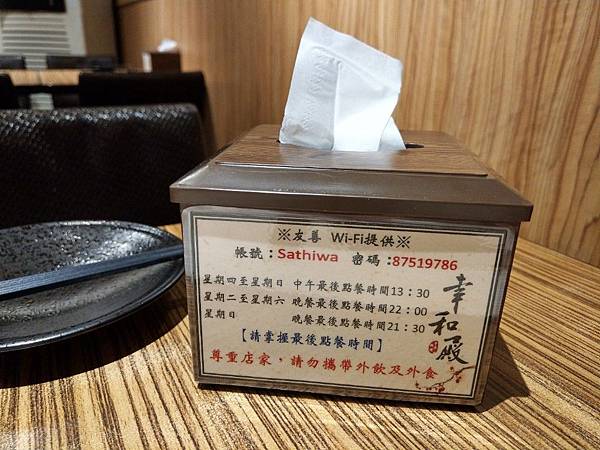 ※友善 Wi-Fi提供※
帳號：Sathiwa 密碼：87519786
星期四至星期日 中午最後點餐時間13：30
星期二至星期六 晚餐最後點餐時間22：00
星期日 晚餐最後點餐時間21：30
【請掌握最後點餐時間】
尊重店家，請勿攜帶外飲及外食
幸和殿